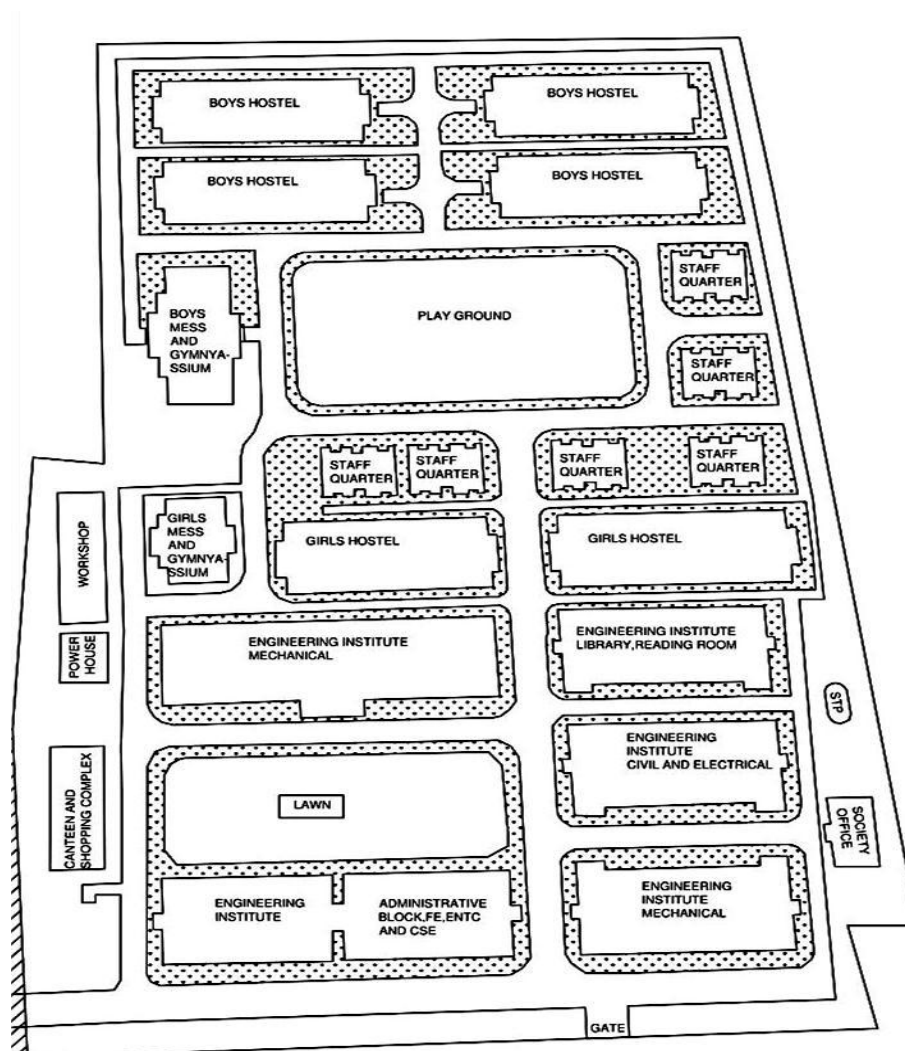 BOYS HOSTEL
BOYS HOSTEL
BOYS HOSTEL
BOYS HOSTEL
STAFF
QUARTER
BOYS
MESS
AND
GYMNYA-
SSIUM
PLAY GROUND
STAFF
QUARTER
STAFF
QUARTER
STAFF
QUARTER
STAFF
QUARTER
STAFF
QUARTER
WORKSHOP
GIRLS
MESS
AND
GYMNYA-
SSIUM
GIRLS HOSTEL
GIRLS HOSTEL
POWER
HOUSE
ENGINEERING INSTITUTE
MECHANICAL
ENGINEERING INSTITUTE
LIBRARY,READING ROOM
STP
ENGINEERING
INSTITUTE
CIVIL AND ELECTRICAL
CANTEEN AND
SHOPPING COMPLEX
LAWN
SOCIETY
OFFICE
ENGINEERING
INSTITUTE
ADMINISTRATIVE
BLOCK,FE,ENTC
AND CSE
ENGINEERING
INSTITUTE
MECHANICAL
GATE